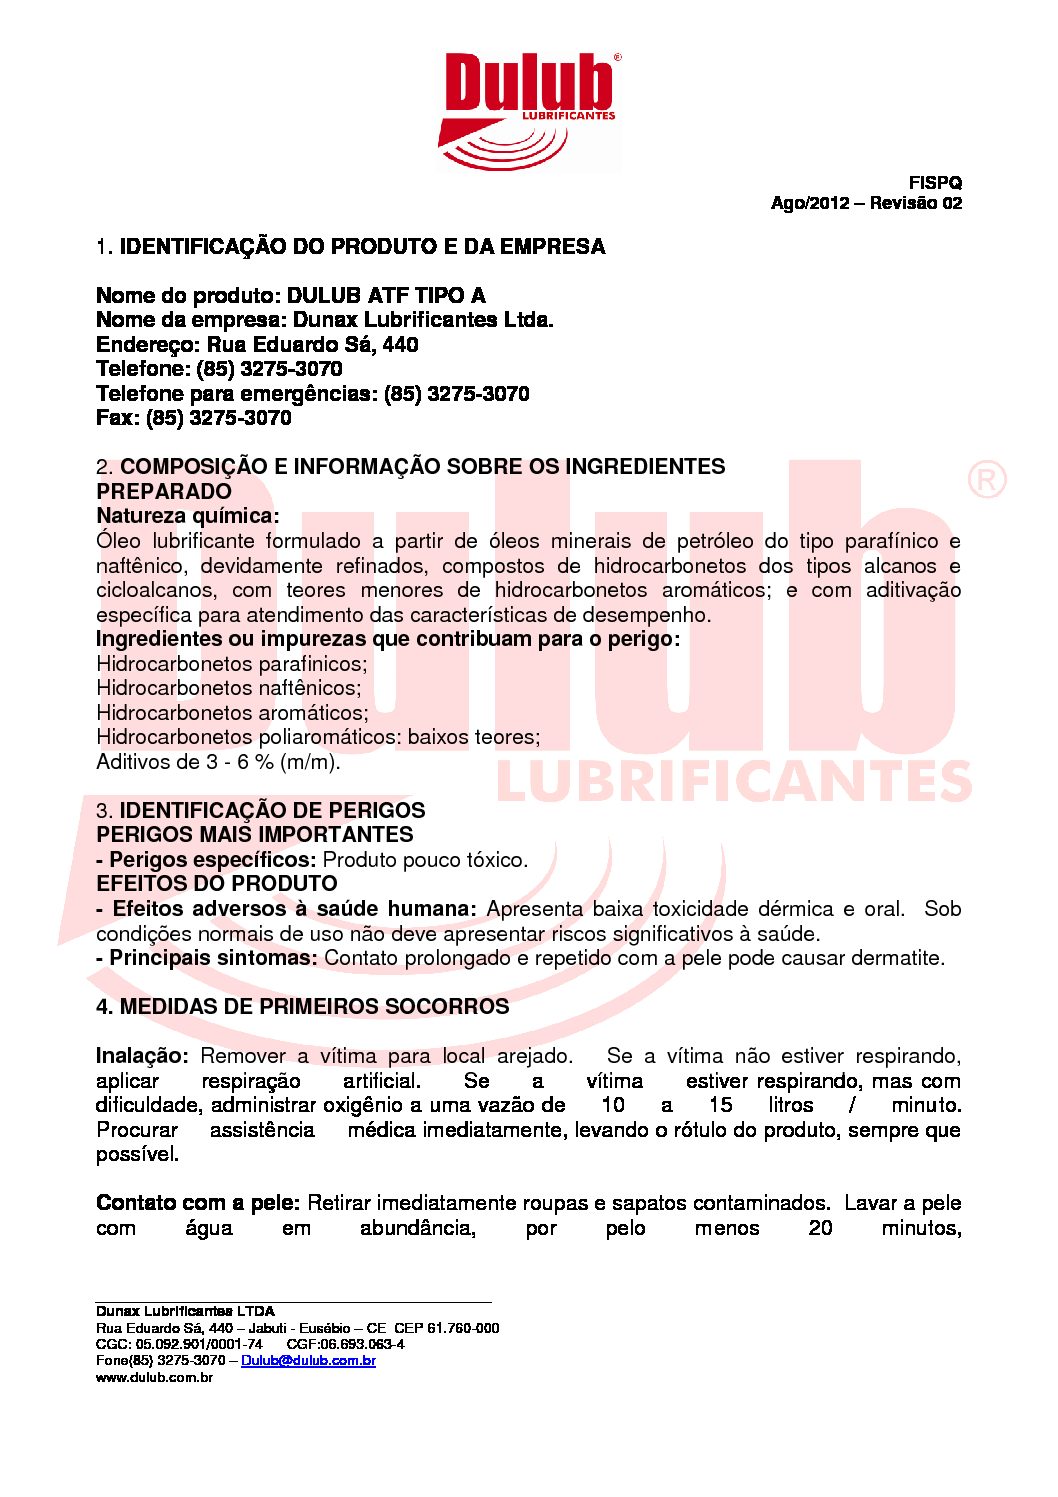 Dulub®
LUBRIFICANTES
FISPQ
Ago/2012 – Revisão 02
1. IDENTIFICAÇÃO DO PRODUTO E DA EMPRESA
Nome do produto: DULUB ATF TIPO A
Nome da empresa: Dunax Lubrificantes Ltda.
Endereço: Rua Eduardo Sá, 440
Telefone: (85) 3275-3070
Telefone para emergências: (85) 3275-3070
Fax: (85) 3275-3070
2. COMPOSIÇÃO E INFORMAÇÃO SOBRE OS INGREDIENTES
PREPARADO
Natureza química:
Óleo lubrificante formulado a partir de óleos minerais de petróleo do tipo parafínico e
naftênico, devidamente refinados, compostos de hidrocarbonetos dos tipos alcanos e
cicloalcanos, com teores menores de hidrocarbonetos aromáticos; e com aditivação
específica para atendimento das características de desempenho.
Ingredientes ou impurezas que contribuam para o perigo:
Hidrocarbonetos parafinicos;
Hidrocarbonetos naftênicos;
Hidrocarbonetos aromáticos;
Hidrocarbonetos poliaromáticos: baixos teores;
Aditivos de 3 - 6 % (m/m).
Dulub®
LUBRIFICANTES
3. IDENTIFICAÇÃO DE PERIGOS
PERIGOS MAIS IMPORTANTES
- Perigos específicos: Produto pouco tóxico.
EFEITOS DO PRODUTO
- Efeitos adversos à saúde humana: Apresenta baixa toxicidade dérmica e oral. Sob
condições normais de uso não deve apresentar riscos significativos à saúde.
- Principais sintomas: Contato prolongado e repetido com a pele pode causar dermatite.
4. MEDIDAS DE PRIMEIROS SOCORROS
Inalação: Remover a vítima para local arejado. Se a vítima não estiver respirando,
aplicar respiração artificial. Se a vítima estiver respirando, mas com
dificuldade, administrar oxigênio a uma vazão de 10 a 15 litros / minuto.
Procurar assistência médica imediatamente, levando o rótulo do produto, sempre que
possível.
Contato com a pele: Retirar imediatamente roupas e sapatos contaminados. Lavar a pele
com água em abundância, por pelo menos 20 minutos,
Dunax Lubrificantes LTDA
Rua Eduardo Sá, 440 – Jabuti - Eusébio – CE CEP 61.760-000
CGC: 05.092.901/0001-74 CGF:06.693.063-4
Fone(85) 3275-3070 – Dulub@dulub.com.br
www.dulub.com.br